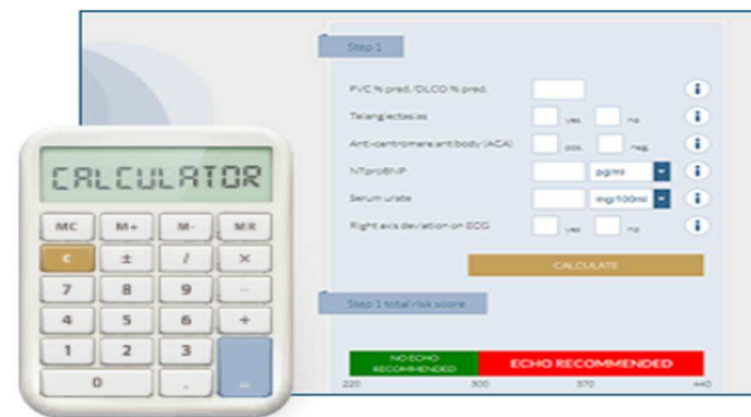 Step 1
FVC % pred./DLCO % pred.
Telangiectasias yes no
Anti-centromere antibody (ACA) pos. neg.
NTproBNP pg/ml
Serum urate mg/100ml
Right axis deviation on ECG yes no
CALCULATE
Step 1 total risk score
NO ECHO RECOMMENDED ECHO RECOMMENDED
220 300 370 440
CALCULATOR
MC M+ M- MR
C ± / ×
7 8 9 -
4 5 6 +
1 2 3
0 . =